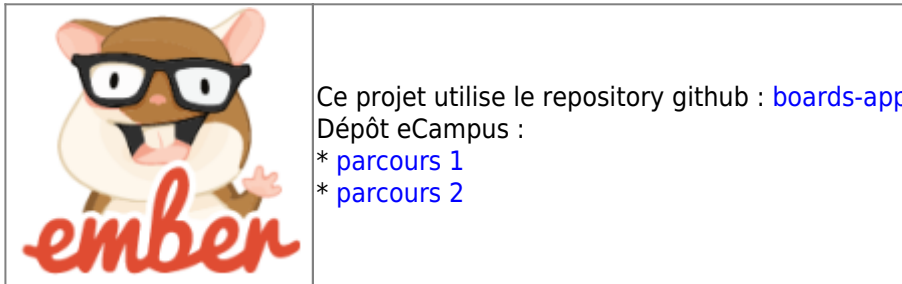 ember
Ce projet utilise le repository github : boards-app
Dépôt eCampus :
* parcours 1
* parcours 2